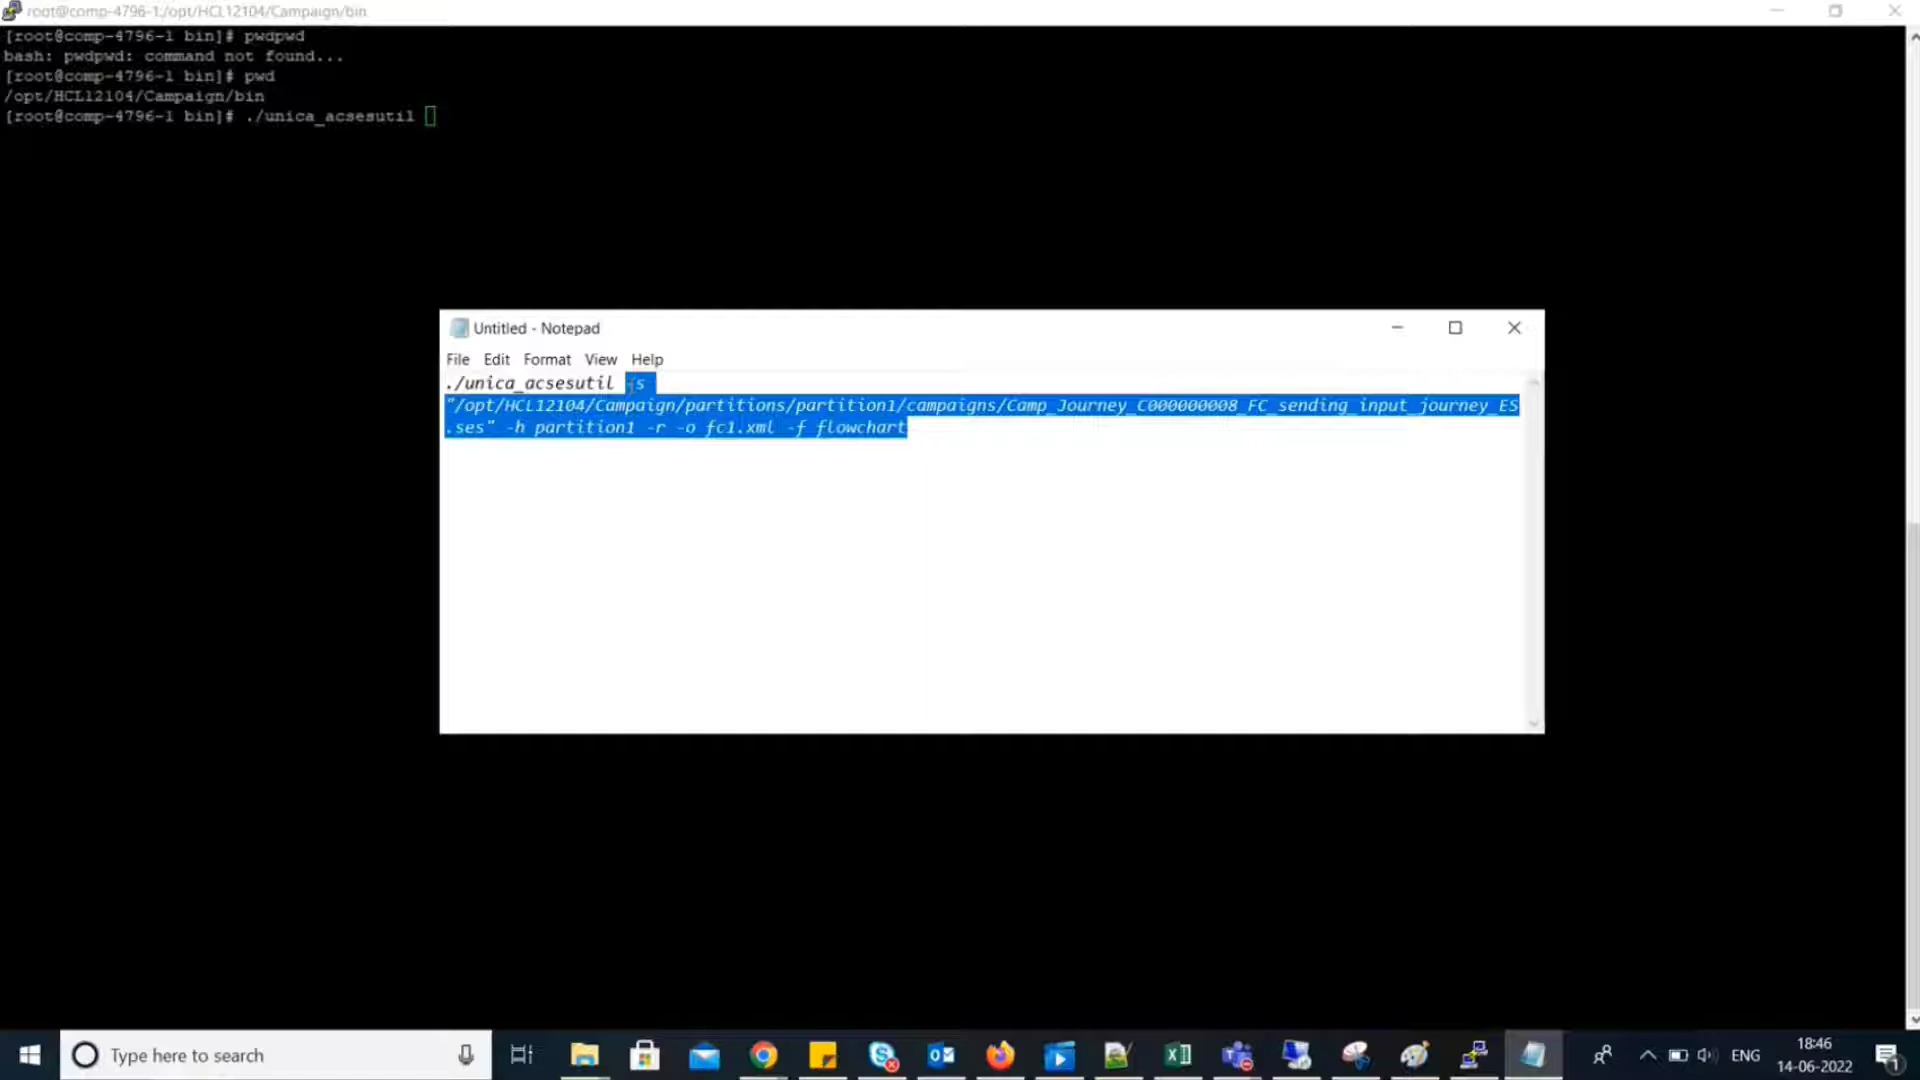 root@comp-4796-1:/opt/HCL12104/Campaign/bin
[root@comp-4796-1 bin]# pwdpwd
bash: pwdpwd: command not found...
[root@comp-4796-1 bin]# pwd
/opt/HCL12104/Campaign/bin
[root@comp-4796-1 bin]# ./unica_acsesutil
Untitled - Notepad
File Edit Format View Help
./unica_acsesutil -s
"/opt/HCL12104/Campaign/partitions/partition1/campaigns/Camp_Journey_C000000008_FC_sending_input_journey_ES
.ses" -h partition1 -r -o fc1.xml -f flowchart
Type here to search
ENG
18:46
14-06-2022
1